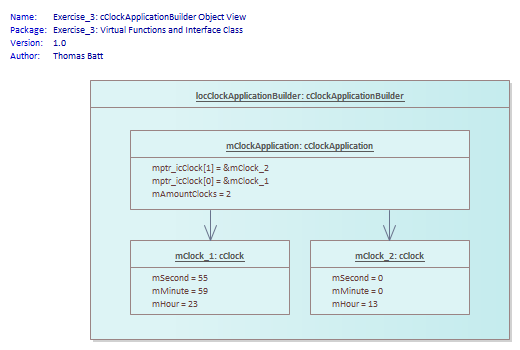 Name: Exercise_3: cClockApplicationBuilder Object View
Package: Exercise_3: Virtual Functions and Interface Class
Version: 1.0
Author: Thomas Batt
locClockApplicationBuilder: cClockApplicationBuilder
mClockApplication: cClockApplication
mptr_icClock[1] = &mClock_2
mptr_icClock[0] = &mClock_1
mAmountClocks = 2
mClock_1: cClock
mSecond = 55
mMinute = 59
mHour = 23
mClock_2: cClock
mSecond = 0
mMinute = 0
mHour = 13